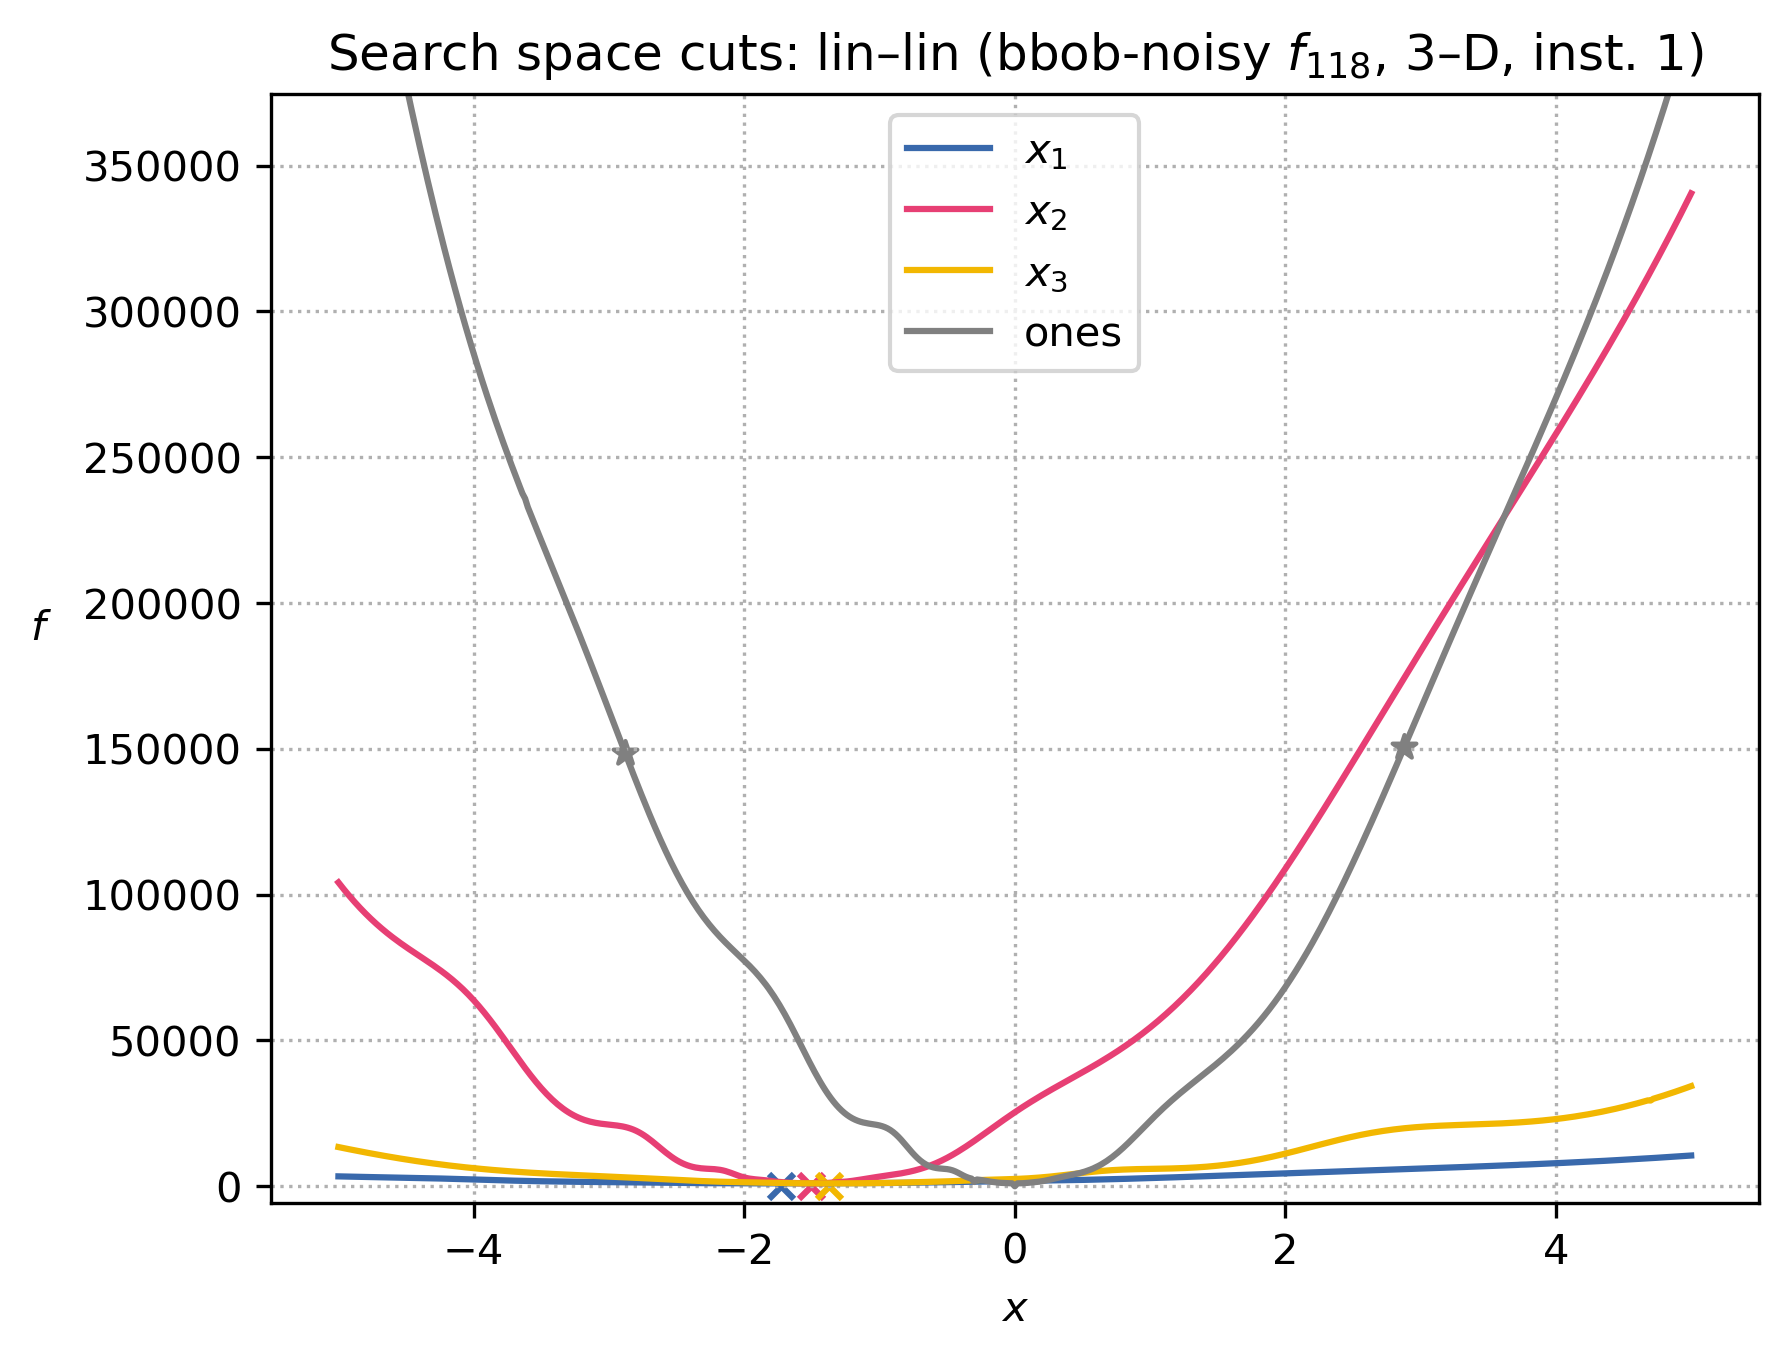 Search space cuts: lin–lin (bbob-noisy f₁₁₈, 3–D, inst. 1)
x₁
x₂
x₃
ones
350000
300000
250000
200000
150000
100000
50000
0
f
−4 −2 0 2 4
x